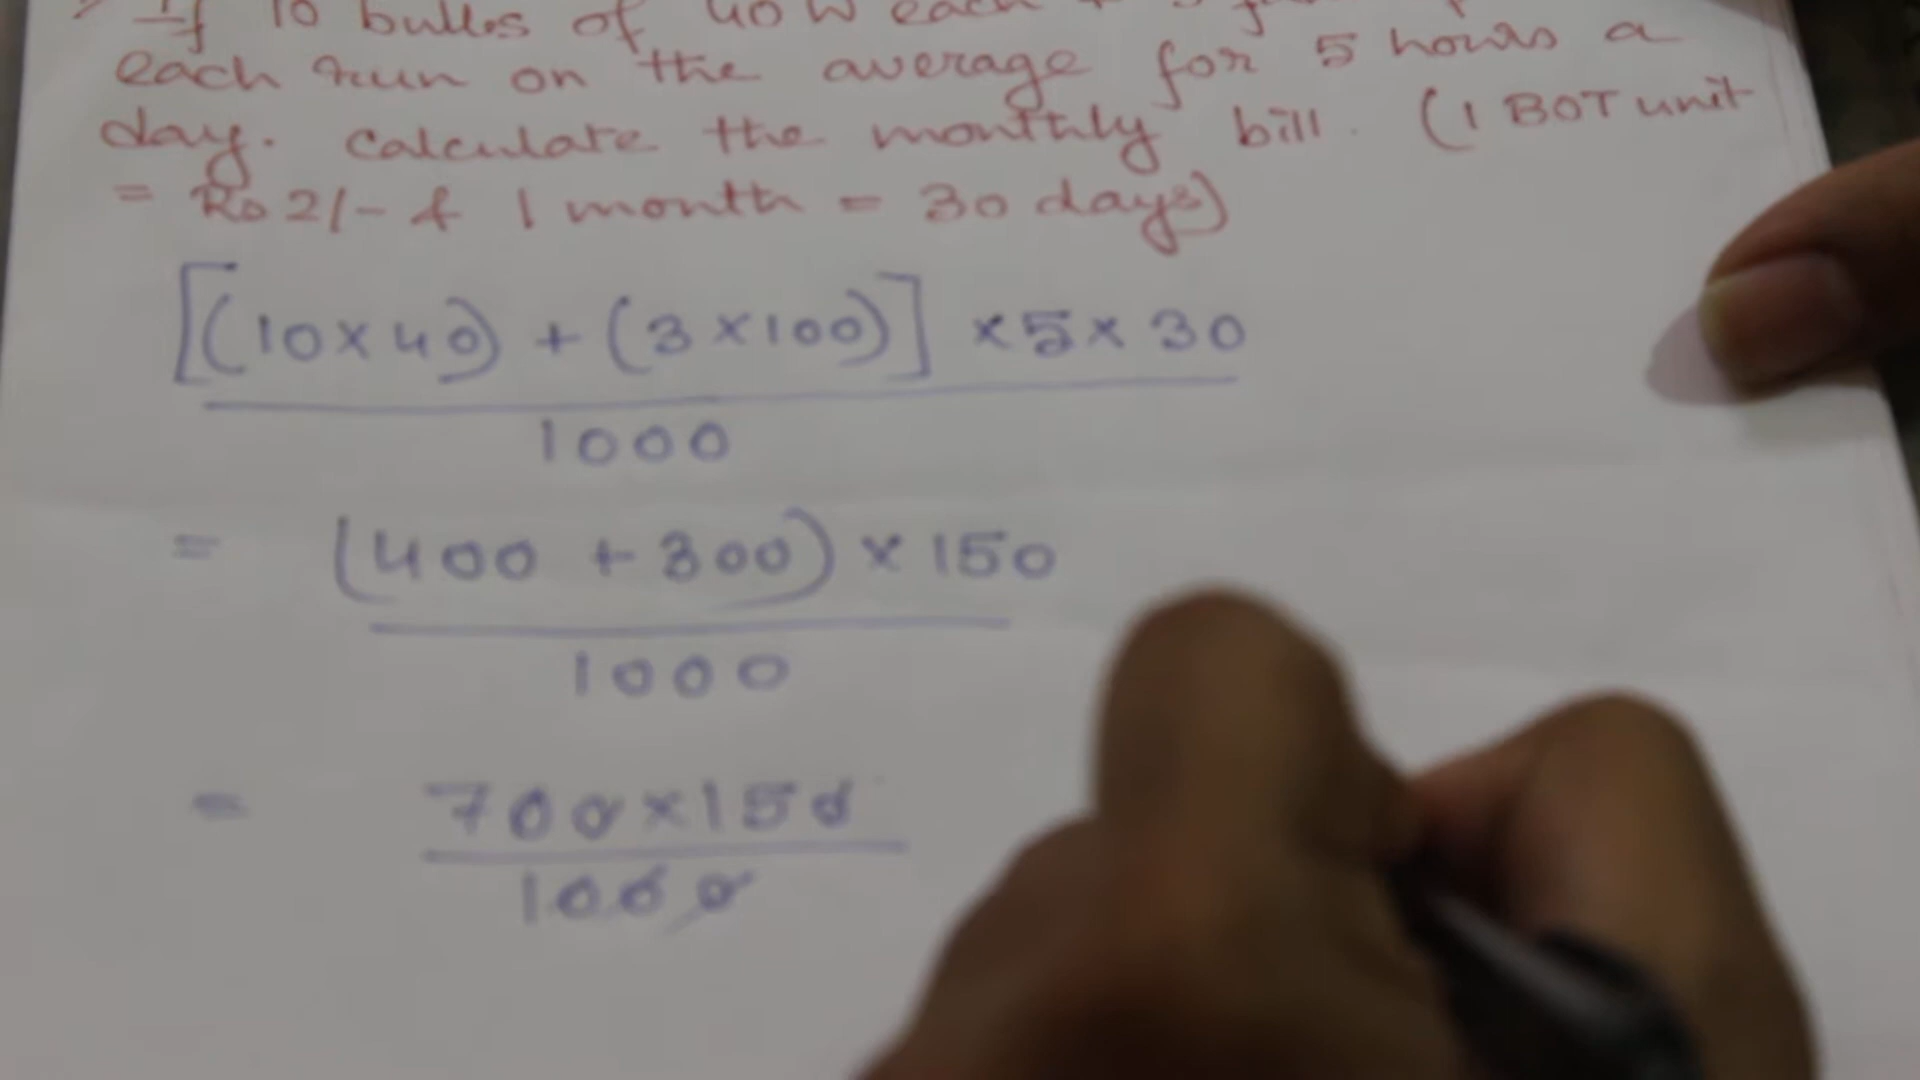 If 10 bulbs of 40 W each
each run on the average for 5 hours a
day. Calculate the monthly bill. (1 BOT unit
= Rs 2/- & 1 month = 30 days)
[(10 × 40) + (3 × 100)] × 5 × 30
1000
= (400 + 300) × 150
1000
= 700 × 150
1000